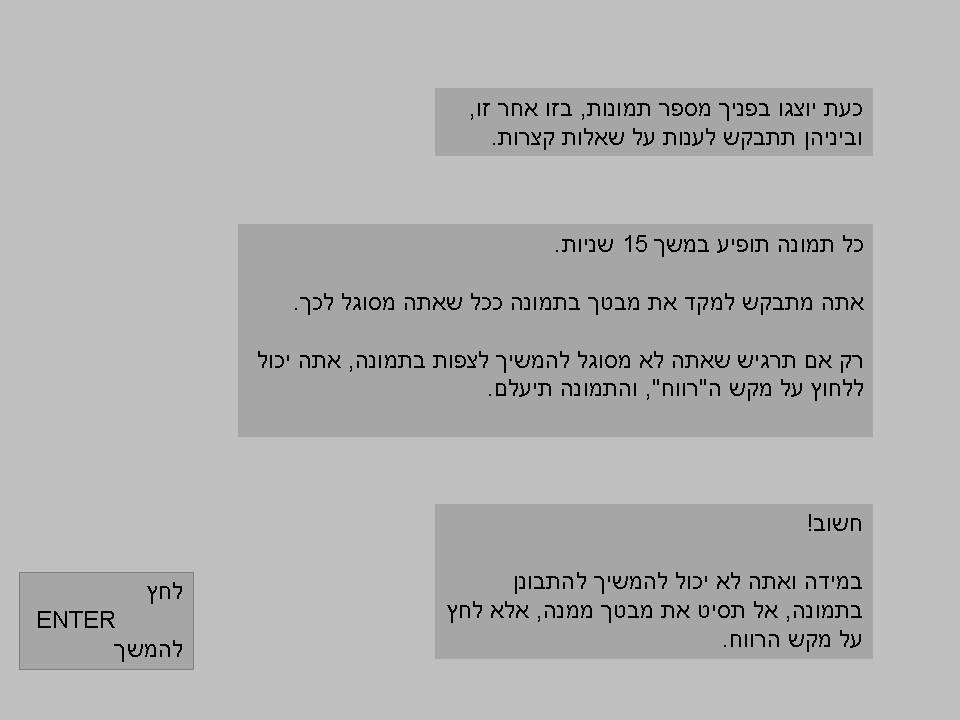 כעת יוצגו בפניך מספר תמונות, בזו אחר זו,
וביניהן תתבקש לענות על שאלות קצרות.
כל תמונה תופיע במשך 15 שניות.
אתה מתבקש למקד את מבטך בתמונה ככל שאתה מסוגל לכך.
רק אם תרגיש שאתה לא מסוגל להמשיך לצפות בתמונה, אתה יכול
ללחוץ על מקש ה"רווח", והתמונה תיעלם.
חשוב!
במידה ואתה לא יכול להמשיך להתבונן
בתמונה, אל תסיט את מבטך ממנה, אלא לחץ
על מקש הרווח.
לחץ
ENTER
להמשך